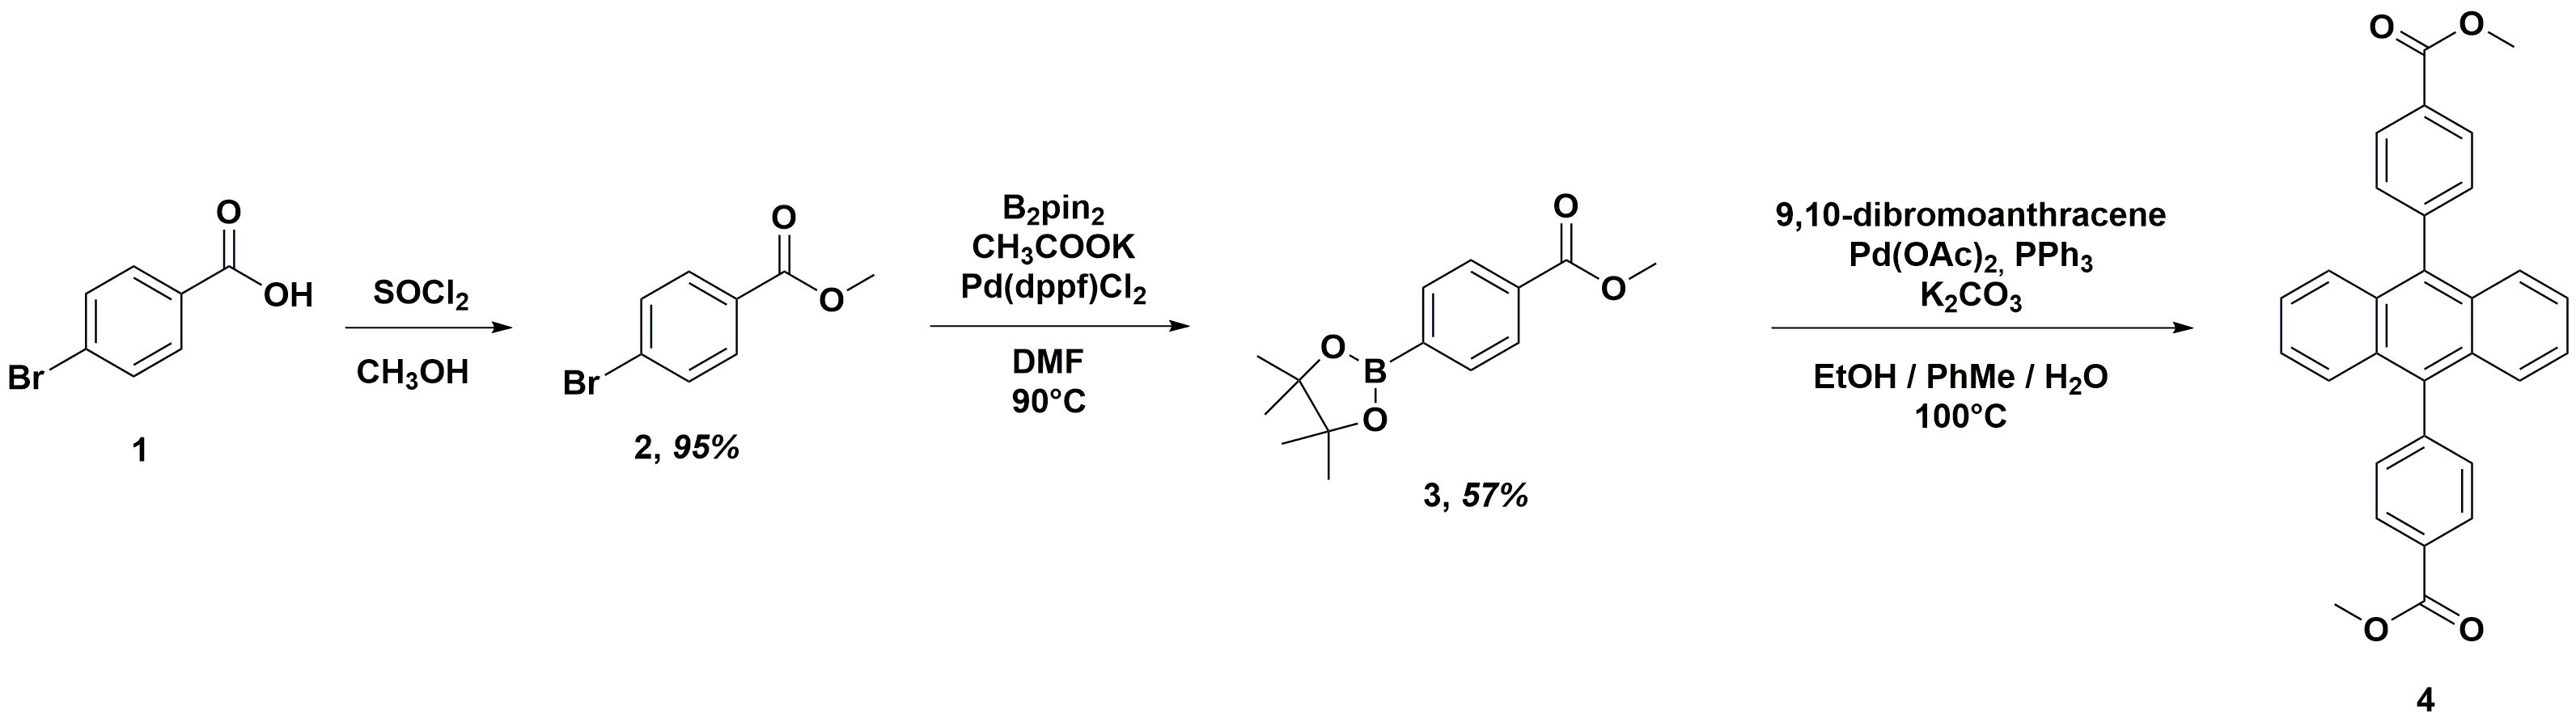 O
OH
Br
1
SOCl₂
CH₃OH
O
O
Br
2, 95%
B₂pin₂
CH₃COOK
Pd(dppf)Cl₂
DMF
90°C
O
O
O
B
O
3, 57%
9,10-dibromoanthracene
Pd(OAc)₂, PPh₃
K₂CO₃
EtOH / PhMe / H₂O
100°C
O O
O O
4